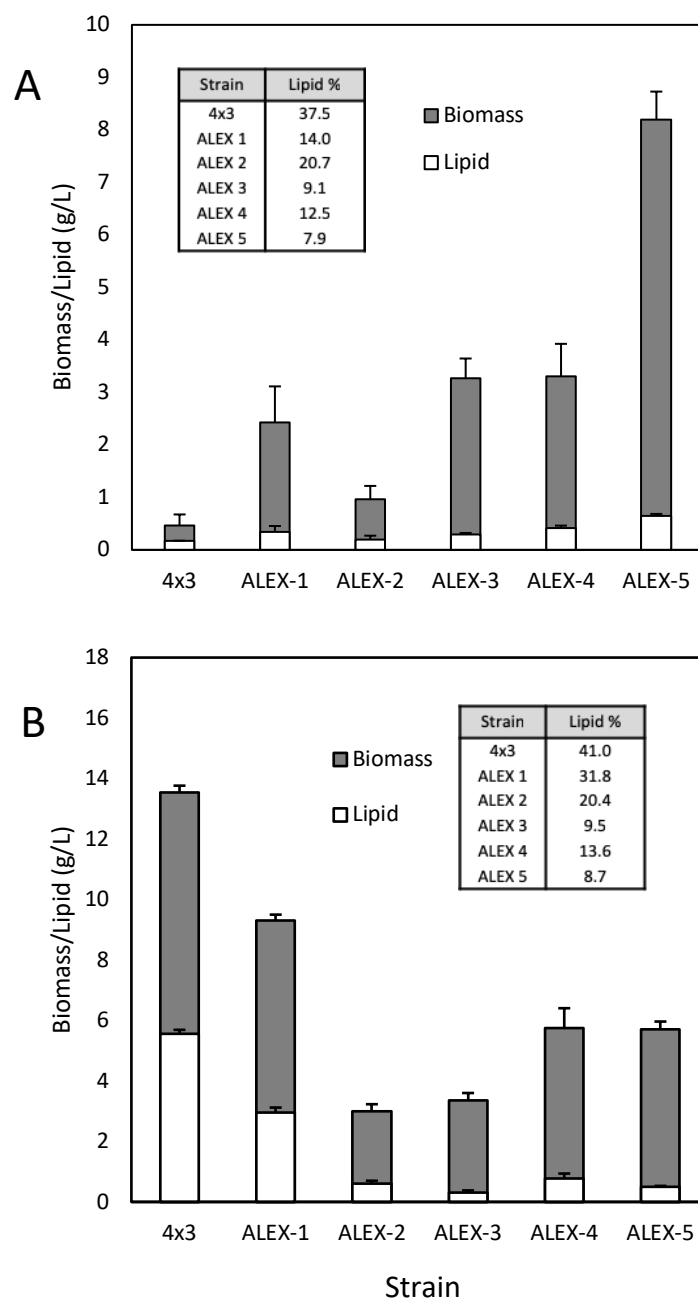 A
Biomass/Lipid (g/L)
10
9
8
7
6
5
4
3
2
1
0
Strain Lipid %
4x3 37.5
ALEX 1 14.0
ALEX 2 20.7
ALEX 3 9.1
ALEX 4 12.5
ALEX 5 7.9
Biomass
Lipid
4x3 ALEX-1 ALEX-2 ALEX-3 ALEX-4 ALEX-5
B
Biomass/Lipid (g/L)
18
16
14
12
10
8
6
4
2
0
Biomass
Lipid
Strain Lipid %
4x3 41.0
ALEX 1 31.8
ALEX 2 20.4
ALEX 3 9.5
ALEX 4 13.6
ALEX 5 8.7
4x3 ALEX-1 ALEX-2 ALEX-3 ALEX-4 ALEX-5
Strain